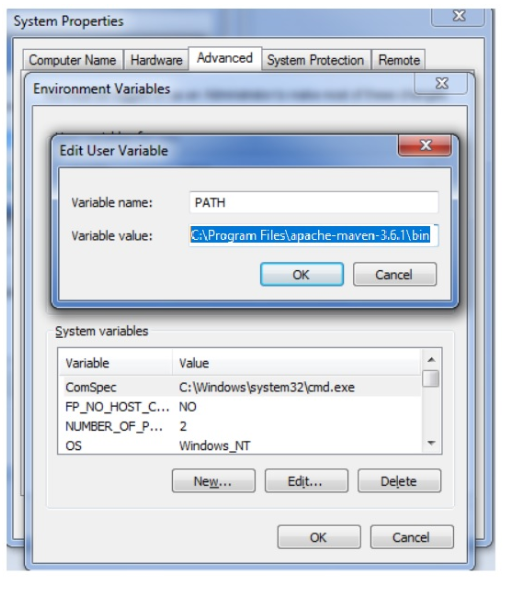 System Properties
Computer Name Hardware Advanced System Protection Remote
Environment Variables
Edit User Variable
Variable name: PATH
Variable value: C:\Program Files\apache-maven-3.6.1\bin
OK Cancel
System variables
Variable Value
ComSpec C:\Windows\system32\cmd.exe
FP_NO_HOST_C... NO
NUMBER_OF_P... 2
OS Windows_NT
New... Edit... Delete
OK Cancel